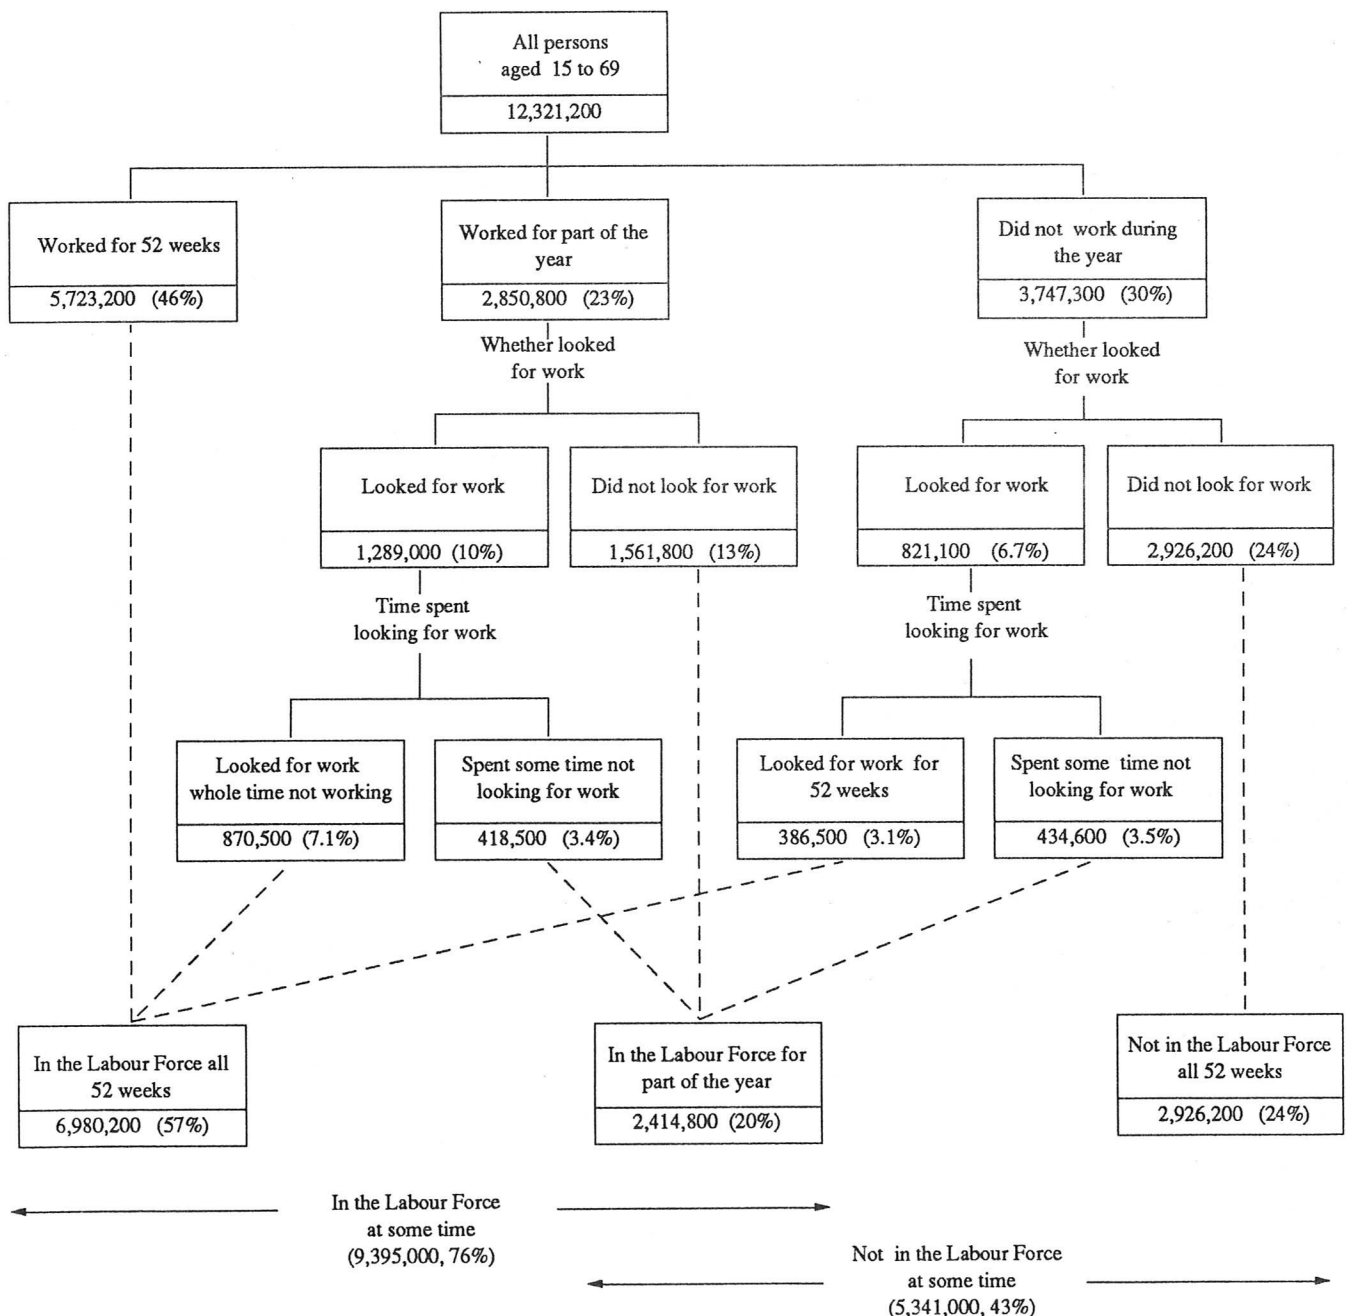 All persons
aged 15 to 69
12,321,200
Worked for 52 weeks
5,723,200 (46%)
Worked for part of the
year
2,850,800 (23%)
Did not work during
the year
3,747,300 (30%)
Whether looked
for work
Whether looked
for work
Looked for work
1,289,000 (10%)
Did not look for work
1,561,800 (13%)
Looked for work
821,100 (6.7%)
Did not look for work
2,926,200 (24%)
Time spent
looking for work
Time spent
looking for work
Looked for work
whole time not working
870,500 (7.1%)
Spent some time not
looking for work
418,500 (3.4%)
Looked for work for
52 weeks
386,500 (3.1%)
Spent some time not
looking for work
434,600 (3.5%)
In the Labour Force all
52 weeks
6,980,200 (57%)
In the Labour Force for
part of the year
2,414,800 (20%)
Not in the Labour Force
all 52 weeks
2,926,200 (24%)
In the Labour Force
at some time
(9,395,000, 76%)
Not in the Labour Force
at some time
(5,341,000, 43%)